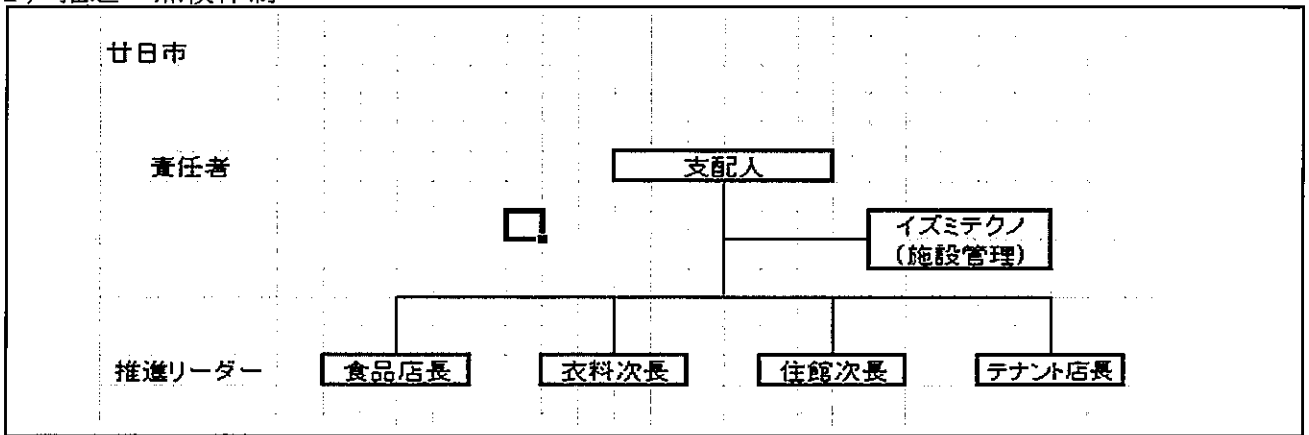 廿日市
責任者
支配人
イズミテクノ
(施設管理)
推進リーダー
食品店長
衣料次長
住館次長
テナント店長